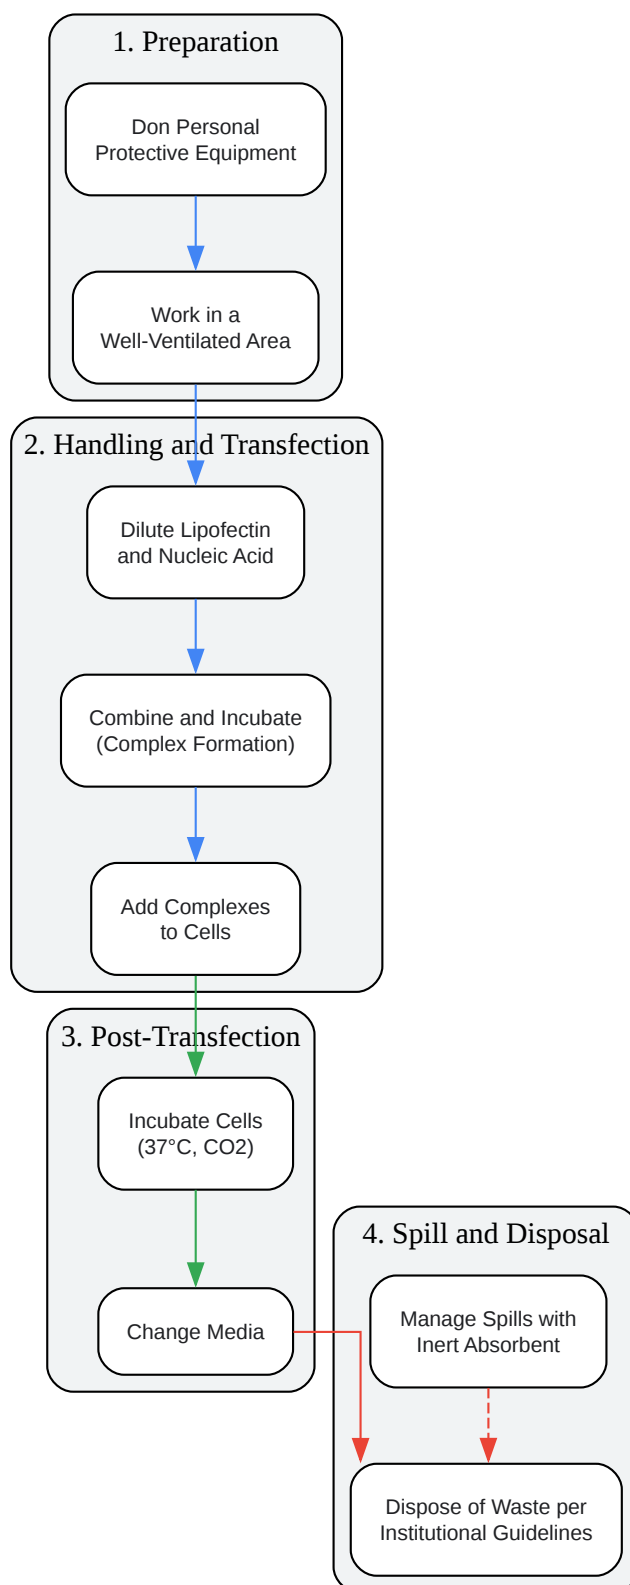 1. Preparation
Don Personal
Protective Equipment
Work in a
Well-Ventilated Area
2. Handling and Transfection
Dilute Lipofectin
and Nucleic Acid
Combine and Incubate
(Complex Formation)
Add Complexes
to Cells
3. Post-Transfection
Incubate Cells
(37°C, CO2)
Change Media
4. Spill and Disposal
Manage Spills with
Inert Absorbent
Dispose of Waste per
Institutional Guidelines